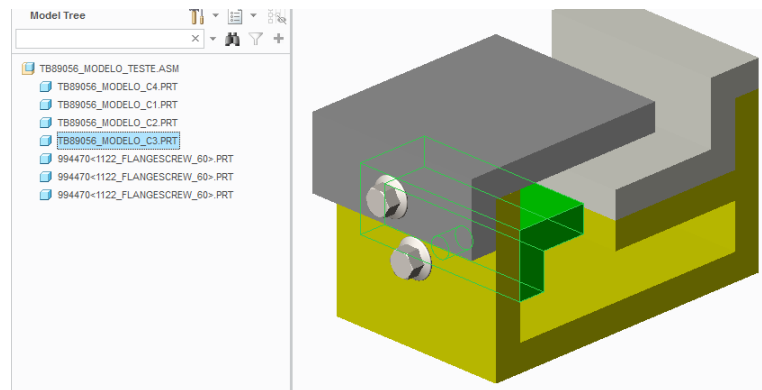 Model Tree
TB89056_MODELO_TESTE.ASM
TB89056_MODELO_C4.PRT
TB89056_MODELO_C1.PRT
TB89056_MODELO_C2.PRT
TB89056_MODELO_C3.PRT
994470<1122_FLANGESCREW_60>.PRT
994470<1122_FLANGESCREW_60>.PRT
994470<1122_FLANGESCREW_60>.PRT